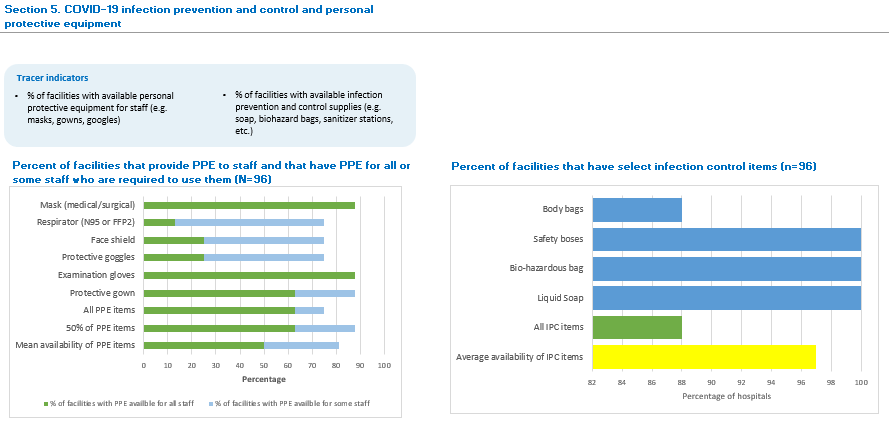 Section 5. COVID-19 infection prevention and control and personal
protective equipment
Tracer indicators
• % of facilities with available personal
protective equipment for staff (e.g.
masks, gowns, googles)
• % of facilities with available infection
prevention and control supplies (e.g.
soap, biohazard bags, sanitizer stations,
etc.)
Percent of facilities that provide PPE to staff and that have PPE for all or
some staff who are required to use them (N=96)
Mask (medical/surgical)
Respirator (N95 or FFP2)
Face shield
Protective goggles
Examination gloves
Protective gown
All PPE items
50% of PPE items
Mean availability of PPE items
0 10 20 30 40 50 60 70 80 90 100
Percentage
% of facilities with PPE availble for all staff
% of facilities with PPE availble for some staff
Percent of facilities that have select infection control items (n=96)
Body bags
Safety boses
Bio-hazardous bag
Liquid Soap
All IPC items
Average availability of IPC items
82 84 86 88 90 92 94 96 98 100
Percentage of hospitals